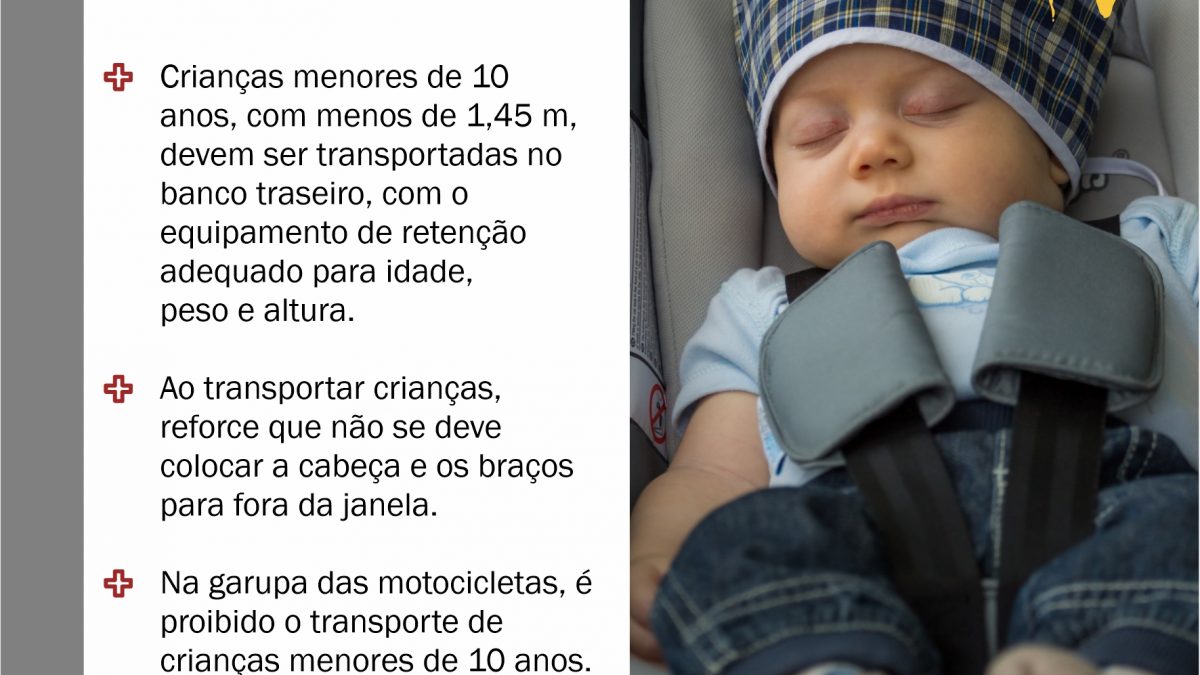 Crianças menores de 10
anos, com menos de 1,45 m,
devem ser transportadas no
banco traseiro, com o
equipamento de retenção
adequado para idade,
peso e altura.
Ao transportar crianças,
reforce que não se deve
colocar a cabeça e os braços
para fora da janela.
Na garupa das motocicletas, é
proibido o transporte de
crianças menores de 10 anos.